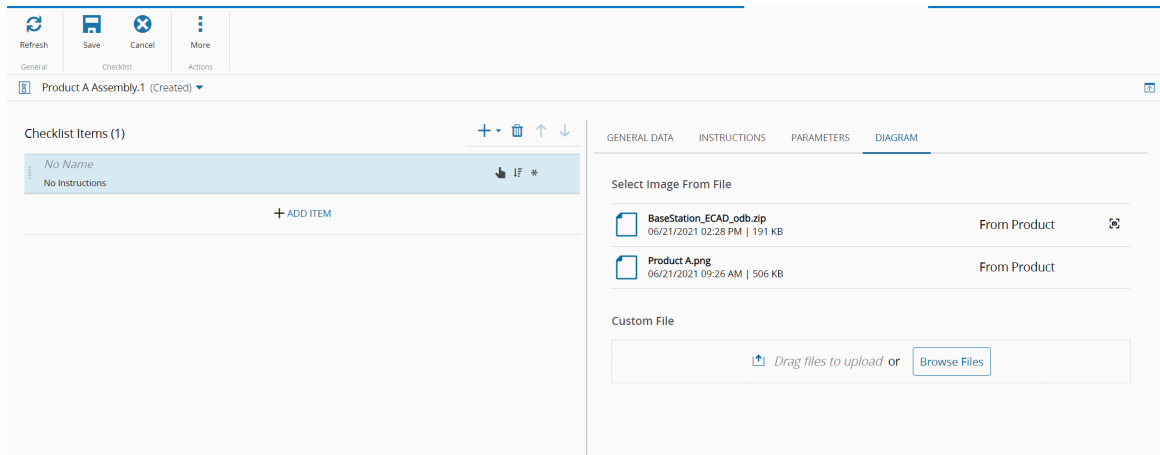 Refresh
Save
Cancel
More
General
Checklist
Actions
Product A Assembly.1 (Created)
Checklist Items (1)
No Name
No Instructions
ADD ITEM
GENERAL DATA INSTRUCTIONS PARAMETERS DIAGRAM
Select Image From File
BaseStation_ECAD_odb.zip
06/21/2021 02:28 PM | 191 KB
From Product
Product A.png
06/21/2021 09:26 AM | 506 KB
From Product
Custom File
Drag files to upload or Browse Files